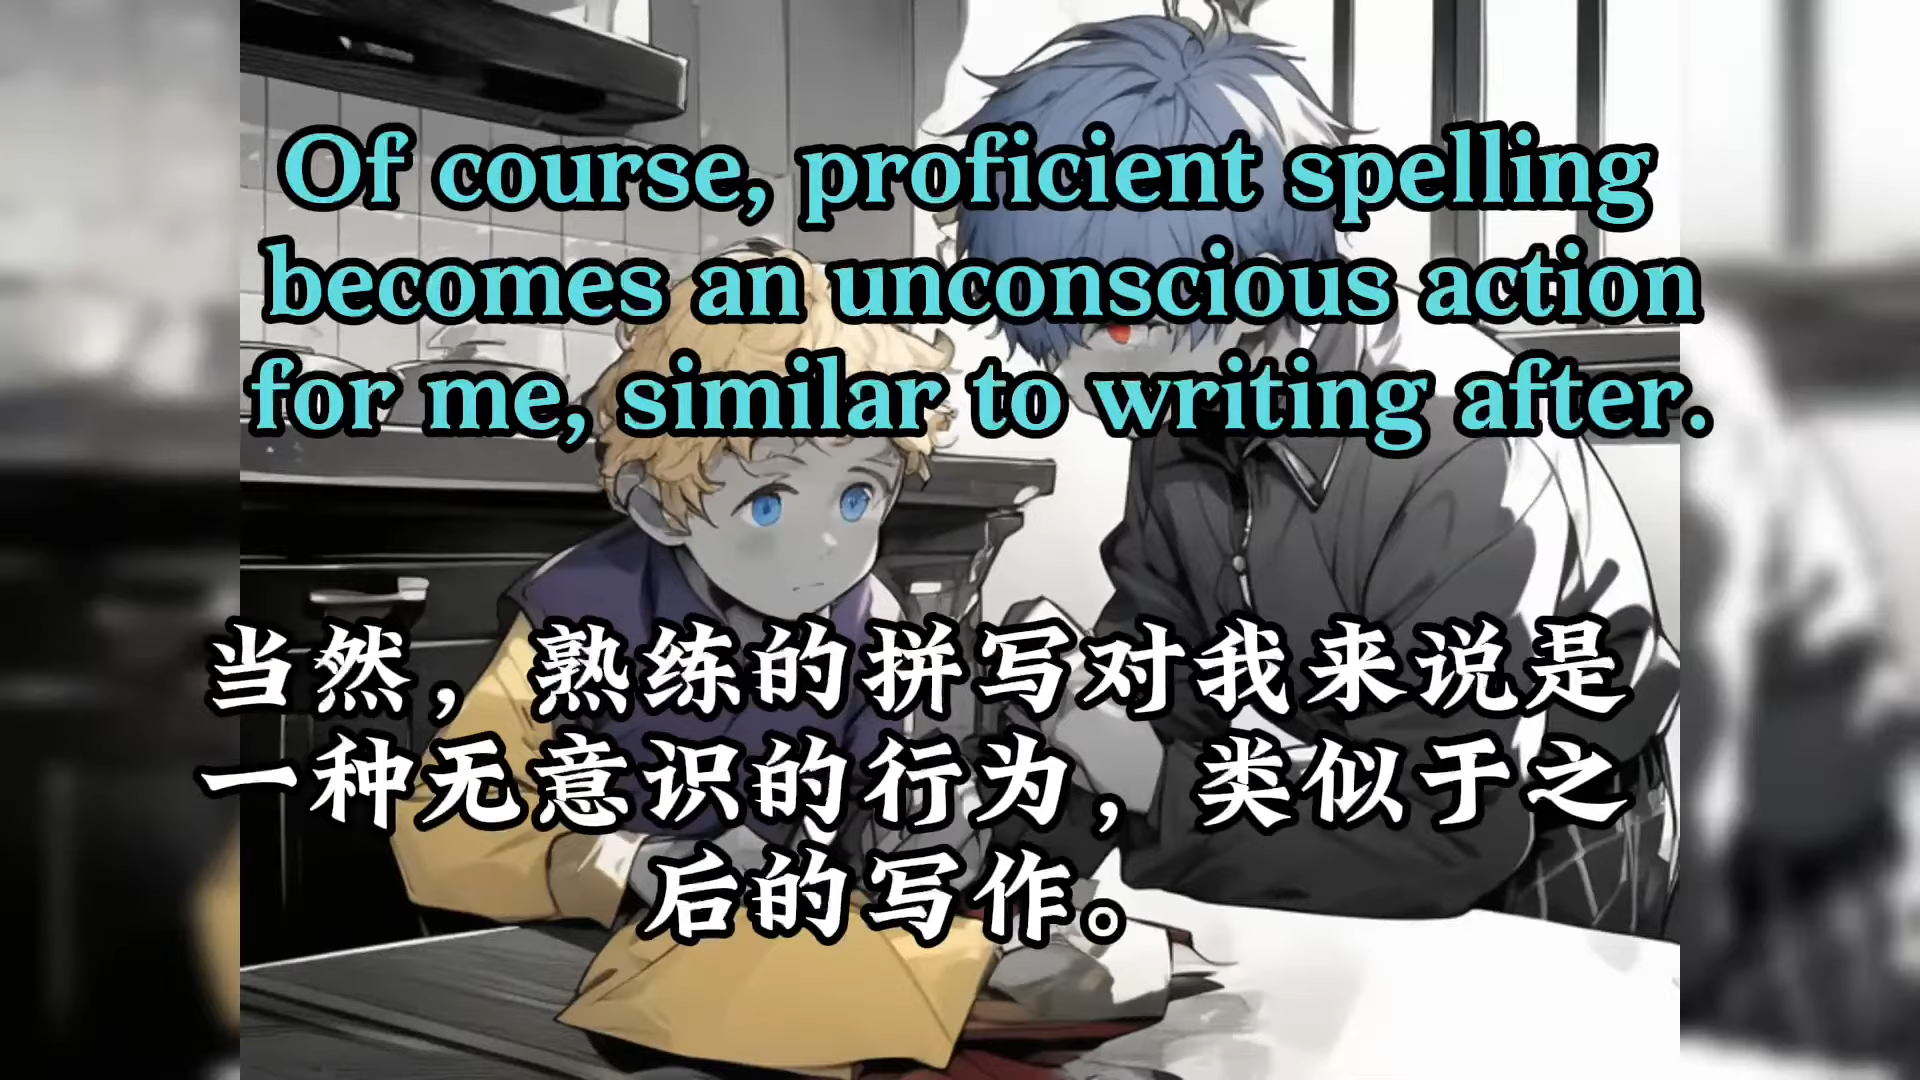 Of course, proficient spelling
becomes an unconscious action
for me, similar to writing after.
当然，熟练的拼写对我来说是
一种无意识的行为，类似于之
后的写作。